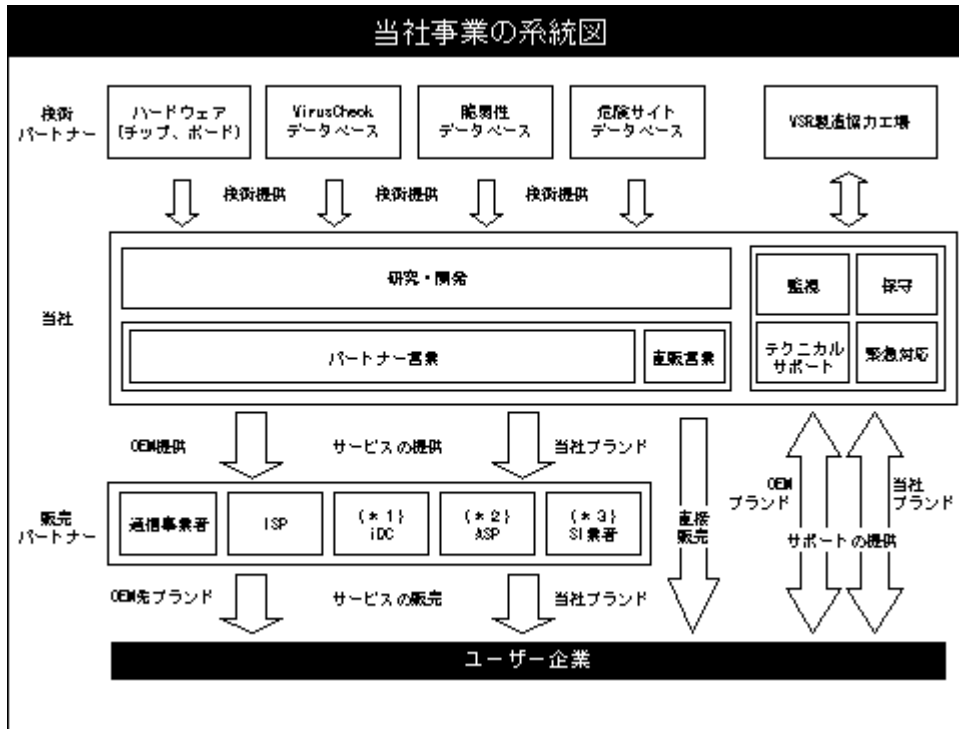 当社事業の系統図
技術
パートナー
ハードウェア
(チップ、ボード)
VirusCheck
データベース
脆弱性
データベース
危険サイト
データベース
VSR製造協力工場
技術提供
技術提供
技術提供
当社
研究・開発
パートナー営業
直販営業
監視
保守
テクニカル
サポート
緊急対応
OEM提供
サービスの提供
当社ブランド
販売
パートナー
通信事業者
ISP
(*1)
iDC
(*2)
ASP
(*3)
SI業者
直接
販売
OEM
ブランド
当社
ブランド
サポートの提供
OEM先ブランド
サービスの販売
当社ブランド
ユーザー企業